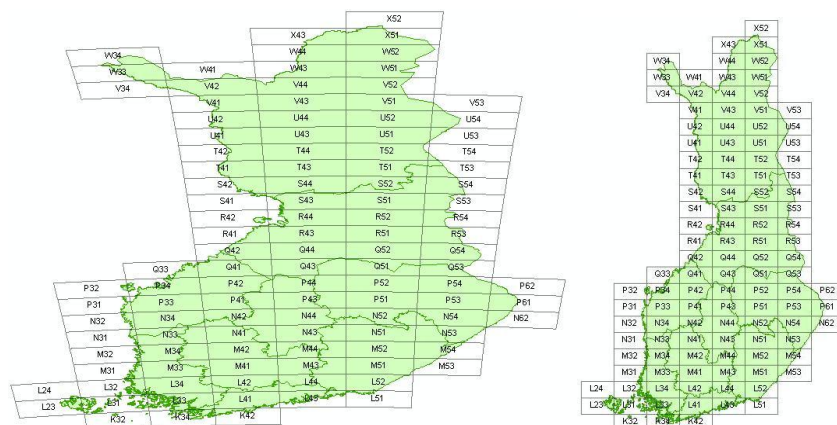 X52
X43 X51
W34 W44 W52
W33 W41 W43 W51
V34 V42 V44 V52
V41 V43 V51 V53
U42 U44 U52 U54
U41 U43 U51 U53
T42 T44 T52 T54
T41 T43 T51 T53
S42 S44 S52 S54
S41 S43 S51 S53
R42 R44 R52 R54
R41 R43 R51 R53
Q42 Q44 Q52 Q54
Q33 Q41 Q43 Q51 Q53
P32 P34 P42 P44 P52 P54 P62
P31 P33 P41 P43 P51 P53 P61
N32 N34 N42 N44 N52 N54 N62
N31 N33 N41 N43 N51 N53
M32 M34 M42 M44 M52 M54
M31 M33 M41 M43 M51 M53
L24 L32 L34 L42 L44 L52
L23 L31 L33 L41 L43 L51
K32 K34 K42
X52
X43 X51
W34 W44 W52
W33 W41 W43 W51
V34 V42 V44 V52
V41 V43 V51 V53
U42 U44 U52 U54
U41 U43 U51 U53
T42 T44 T52 T54
T41 T43 T51 T53
S42 S44 S52 S54
S41 S43 S51 S53
R42 R44 R52 R54
R41 R43 R51 R53
Q42 Q44 Q52 Q54
Q33 Q41 Q43 Q51 Q53
P32 P34 P42 P44 P52 P54 P62
P31 P33 P41 P43 P51 P53 P61
N32 N34 N42 N44 N52 N54 N62
N31 N33 N41 N43 N51 N53
M32 M34 M42 M44 M52 M54
M31 M33 M41 M43 M51 M53
L24 L32 L34 L42 L44 L52
L23 L31 L33 L41 L43 L51
K32 K34 K42